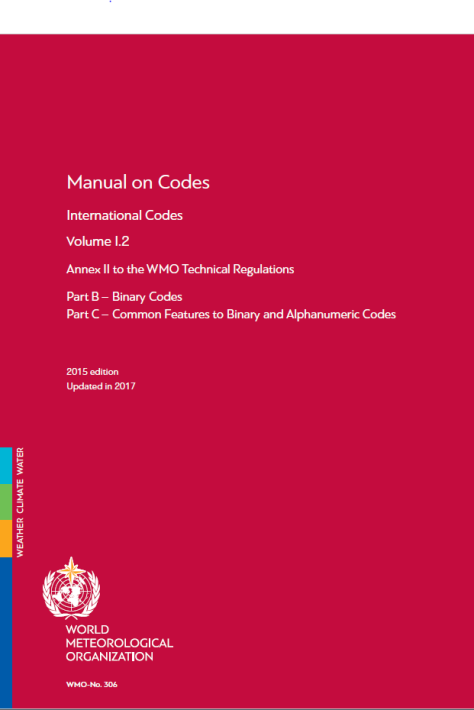 Manual on Codes
International Codes
Volume I.2
Annex II to the WMO Technical Regulations
Part B – Binary Codes
Part C – Common Features to Binary and Alphanumeric Codes
2015 edition
Updated in 2017
WEATHER CLIMATE WATER
WORLD
METEOROLOGICAL
ORGANIZATION
WMO-No. 306